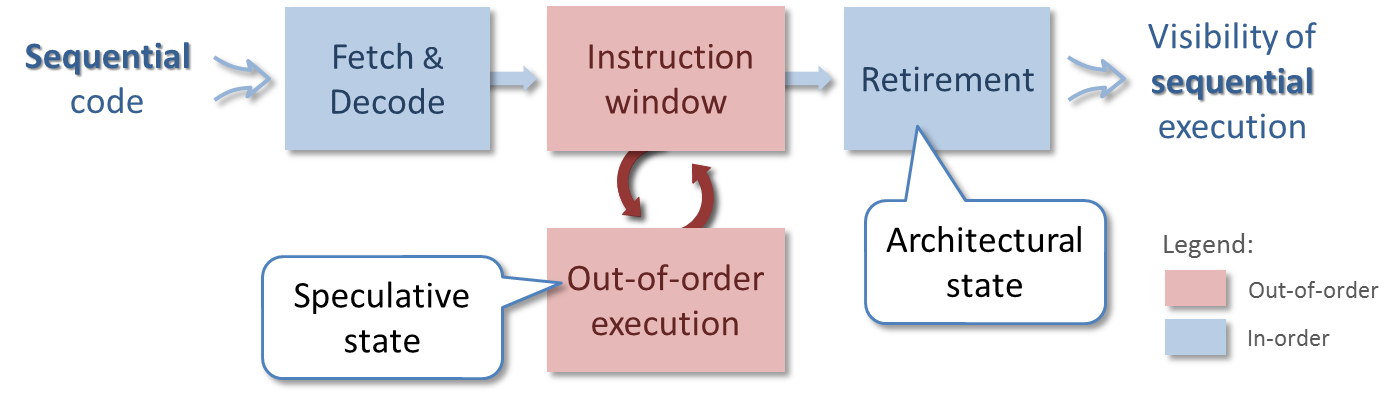 Sequential
code
Fetch &
Decode
Instruction
window
Retirement
Visibility of
sequential
execution
Out-of-order
execution
Speculative
state
Architectural
state
Legend:
Out-of-order
In-order